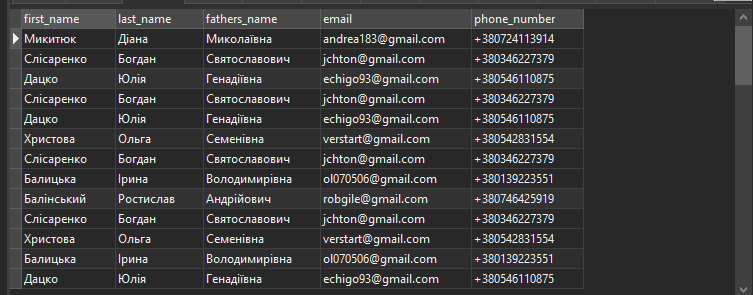 first_name last_name fathers_name email phone_number
Микитюк Діана Миколаївна andrea183@gmail.com +380724113914
Слісаренко Богдан Святославович jchton@gmail.com +380346227379
Дацко Юлія Генадіївна echigo93@gmail.com +380546110875
Слісаренко Богдан Святославович jchton@gmail.com +380346227379
Дацко Юлія Генадіївна echigo93@gmail.com +380546110875
Христова Ольга Семенівна verstart@gmail.com +380542831554
Слісаренко Богдан Святославович jchton@gmail.com +380346227379
Балицька Ірина Володимирівна ol070506@gmail.com +380139223551
Балінський Ростислав Андрійович robgile@gmail.com +380746425919
Слісаренко Богдан Святославович jchton@gmail.com +380346227379
Христова Ольга Семенівна verstart@gmail.com +380542831554
Балицька Ірина Володимирівна ol070506@gmail.com +380139223551
Дацко Юлія Генадіївна echigo93@gmail.com +380546110875